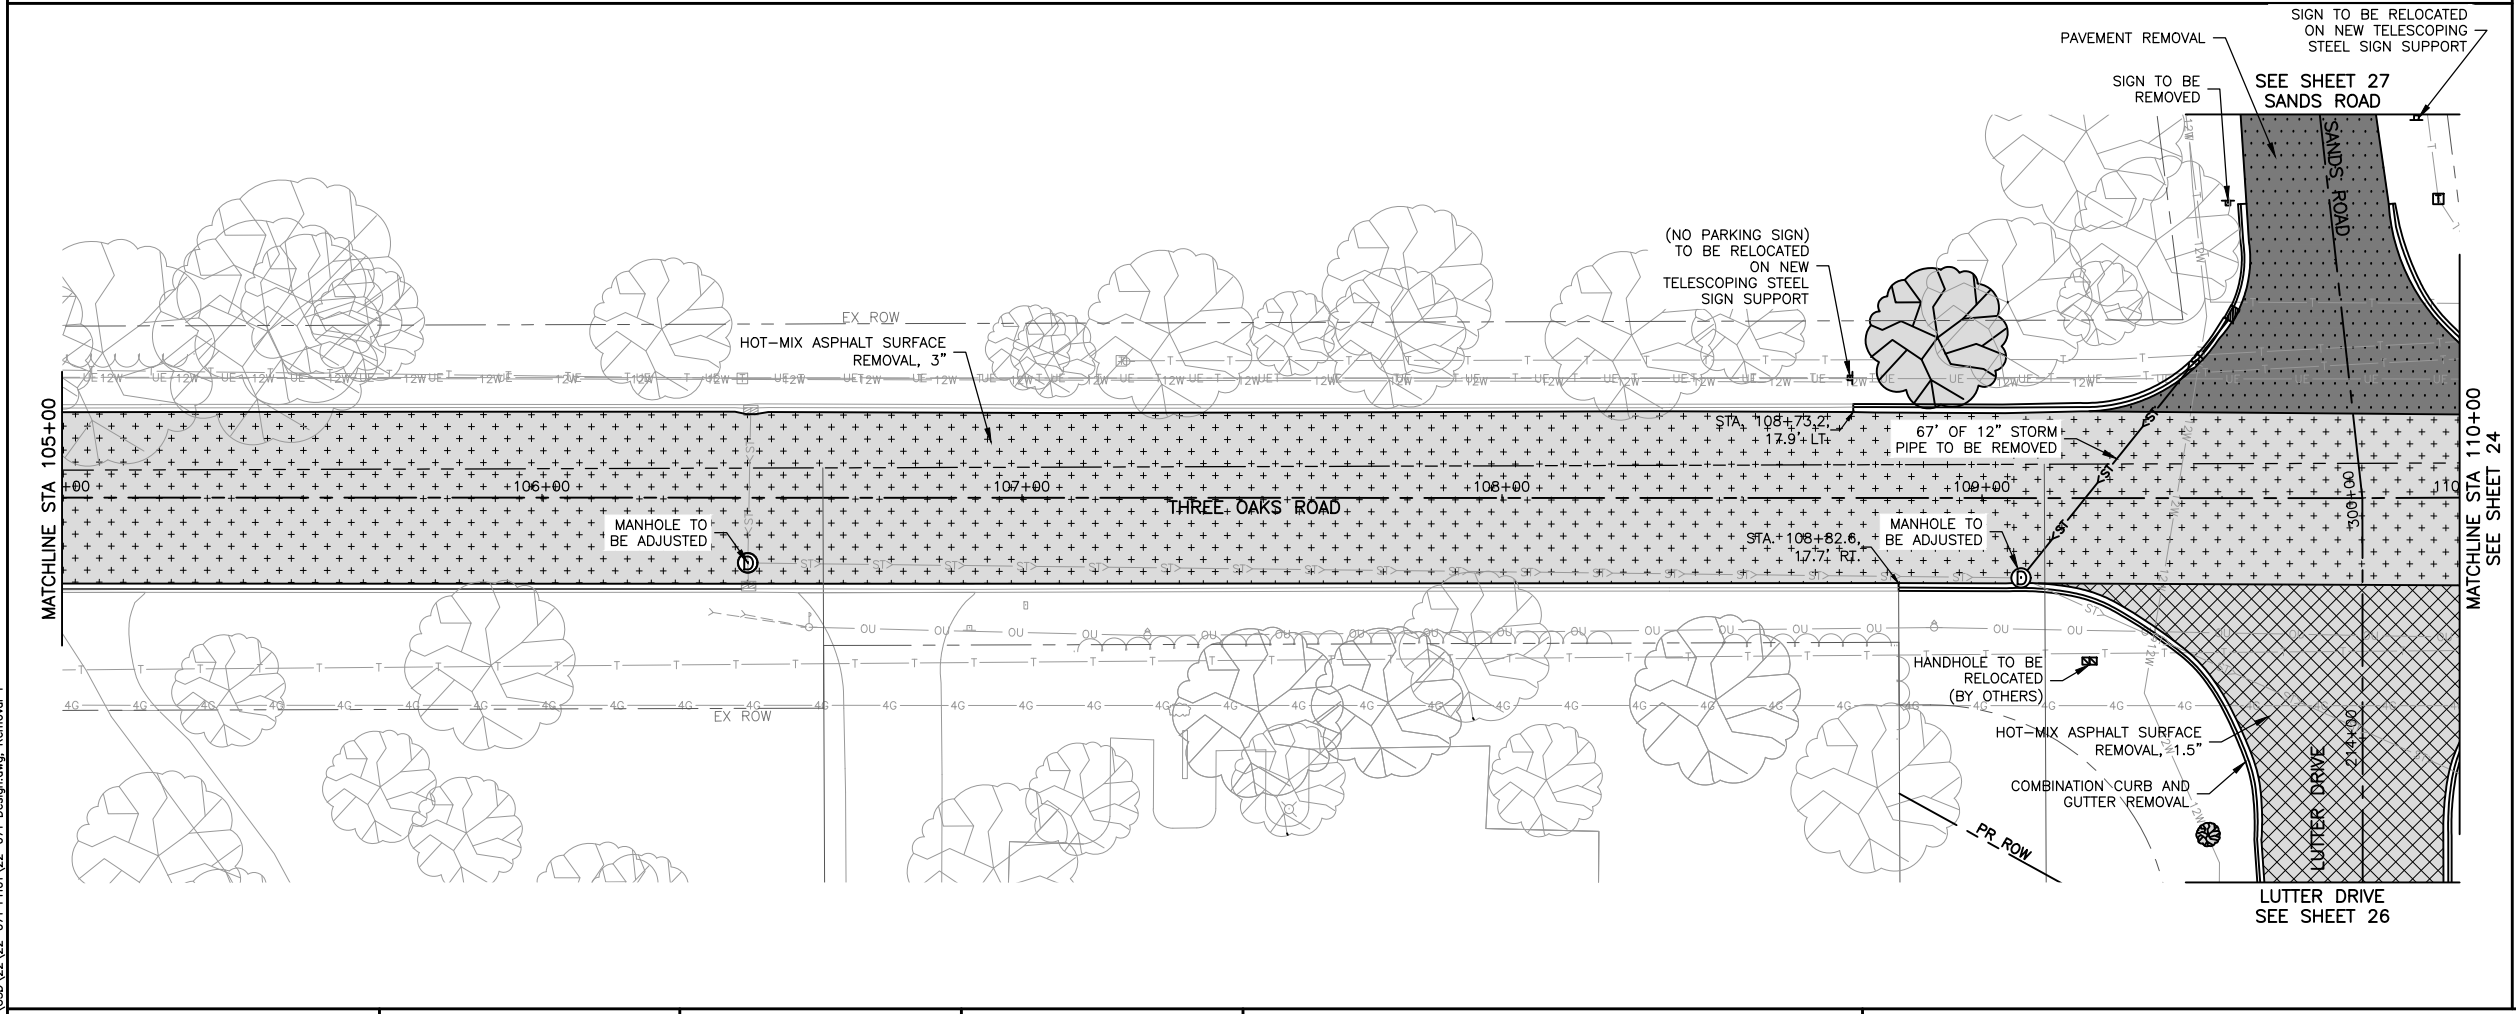 SIGN TO BE RELOCATED
ON NEW TELESCOPING
STEEL SIGN SUPPORT
PAVEMENT REMOVAL
SIGN TO BE
REMOVED
SEE SHEET 27
SANDS ROAD
SANDS ROAD
(NO PARKING SIGN)
TO BE RELOCATED
ON NEW
TELESCOPING STEEL
SIGN SUPPORT
EX ROW
HOT-MIX ASPHALT SURFACE
REMOVAL, 3"
MATCHLINE STA 105+00
STA. 108+73.2,
17.9' LT.
67' OF 12" STORM
PIPE TO BE REMOVED
MATCHLINE STA 110+00
SEE SHEET 24
+00
106+00
107+00
108+00
109+00
110
300+00
THREE OAKS ROAD
MANHOLE TO
BE ADJUSTED
STA. 108+82.6,
17.7' RT.
MANHOLE TO
BE ADJUSTED
HANDHOLE TO BE
RELOCATED
(BY OTHERS)
EX ROW
HOT-MIX ASPHALT SURFACE
REMOVAL, 1.5"
214+00
LUTTER DRIVE
COMBINATION CURB AND
GUTTER REMOVAL
PR ROW
LUTTER DRIVE
SEE SHEET 26